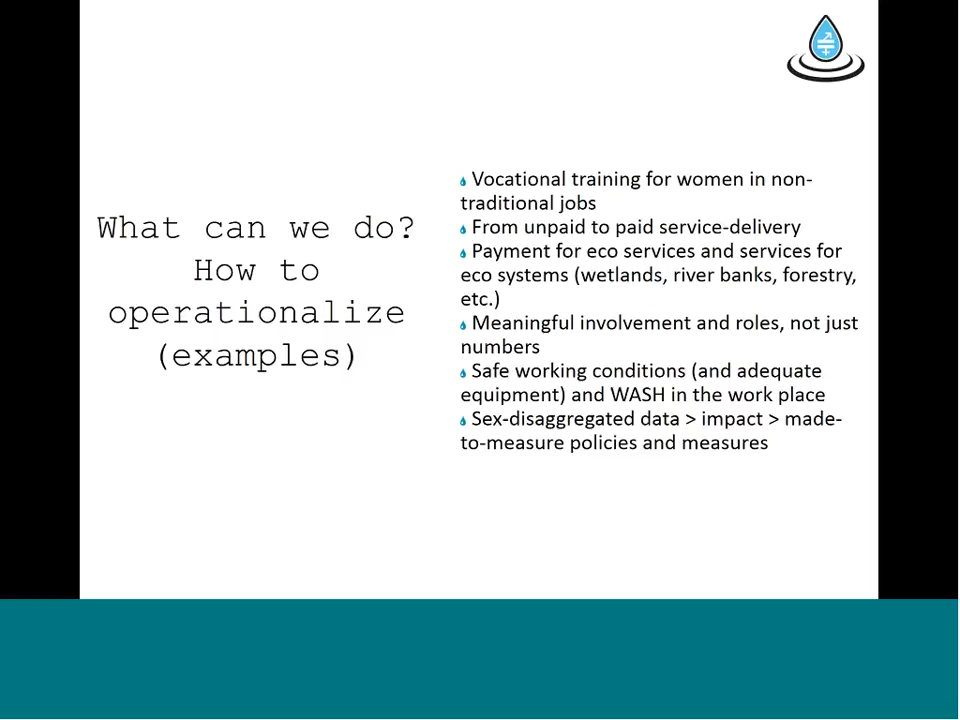 What can we do?
How to
operationalize
(examples)
Vocational training for women in non-
traditional jobs
From unpaid to paid service-delivery
Payment for eco services and services for
eco systems (wetlands, river banks, forestry,
etc.)
Meaningful involvement and roles, not just
numbers
Safe working conditions (and adequate
equipment) and WASH in the work place
Sex-disaggregated data > impact > made-
to-measure policies and measures